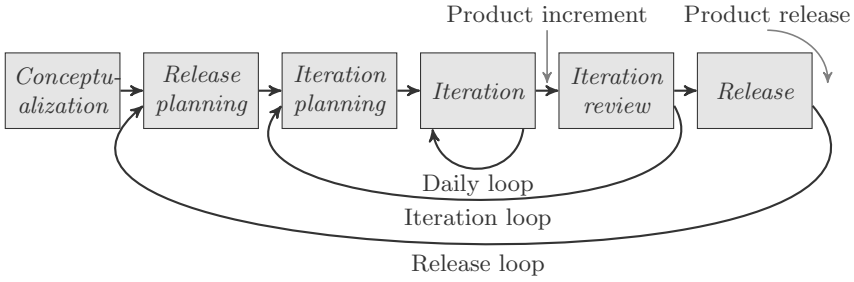 Product increment
Product release
Conceptu-
alization
Release
planning
Iteration
planning
Iteration
Iteration
review
Release
Daily loop
Iteration loop
Release loop